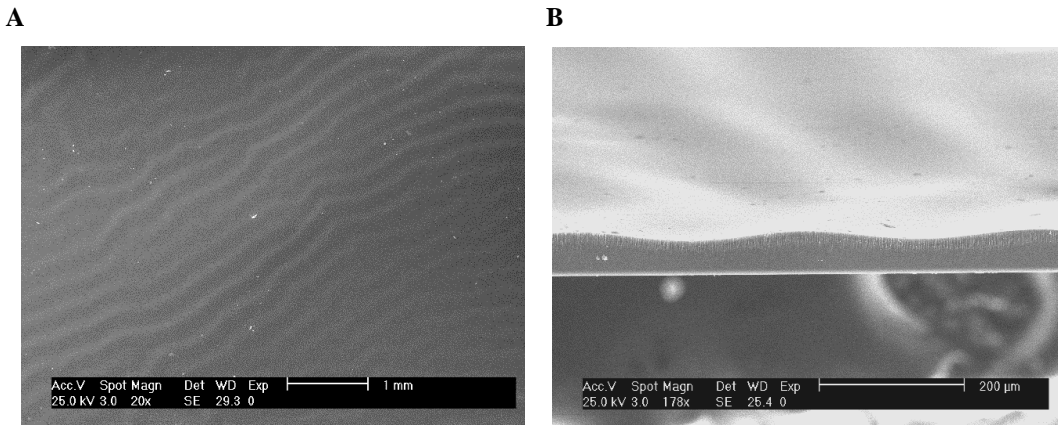 A
B
Acc.V Spot Magn Det WD Exp 1 mm
25.0 kV 3.0 20x SE 29.3 0
Acc.V Spot Magn Det WD Exp 200 µm
25.0 kV 3.0 178x SE 25.4 0